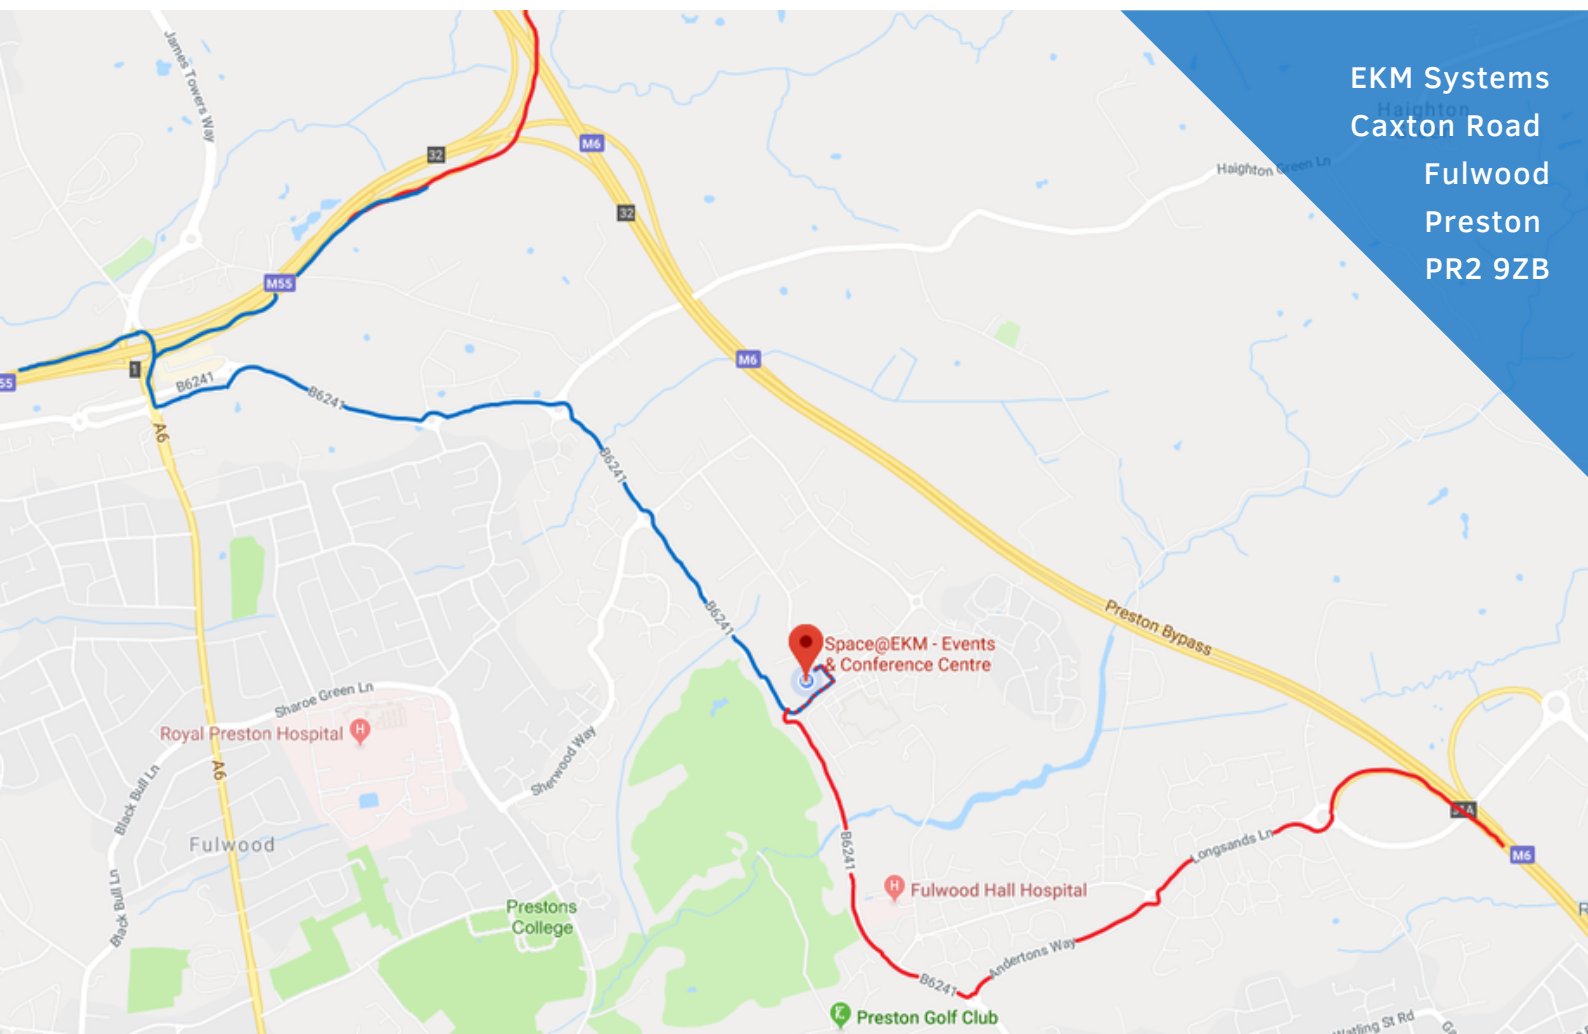 EKM Systems
Caxton Road
Fulwood
Preston
PR2 9ZB
Haighton
James Towers Way
32
M6
32
Haighton Green Ln
M55
M6
1
55
B6241
B6241
A6
B6241
B6241
Preston Bypass
Space@EKM - Events
& Conference Centre
Sharoe Green Ln
Royal Preston Hospital
H
A6
Sherwood Way
Black Bull Ln
Fulwood
B6241
31A
M6
Longsands Ln
Black Bull Ln
H
Fulwood Hall Hospital
Prestons
College
Andertons Way
B6241
Preston Golf Club
Watling St Rd